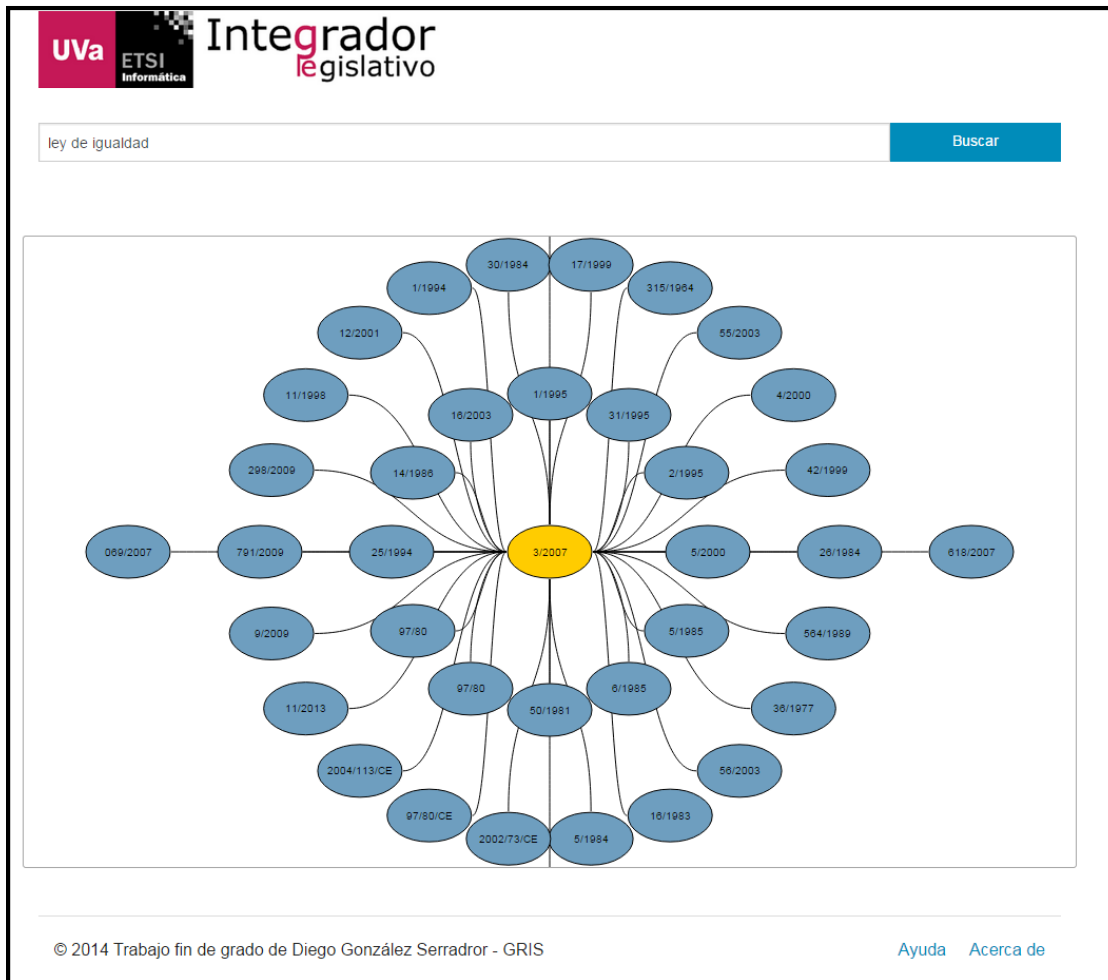 UVa
ETSI
Informática
Integrador
legislativo
ley de igualdad
Buscar
30/1984
17/1999
1/1994
315/1964
12/2001
55/2003
11/1998
1/1995
4/2000
16/2003
31/1995
298/2009
14/1986
2/1995
42/1999
069/2007
791/2009
25/1994
3/2007
5/2000
26/1984
618/2007
9/2009
97/80
5/1985
564/1989
11/2013
97/80
50/1981
6/1985
36/1977
2004/113/CE
56/2003
97/80/CE
16/1983
2002/73/CE
5/1984
© 2014 Trabajo fin de grado de Diego González Serradror - GRIS
Ayuda Acerca de